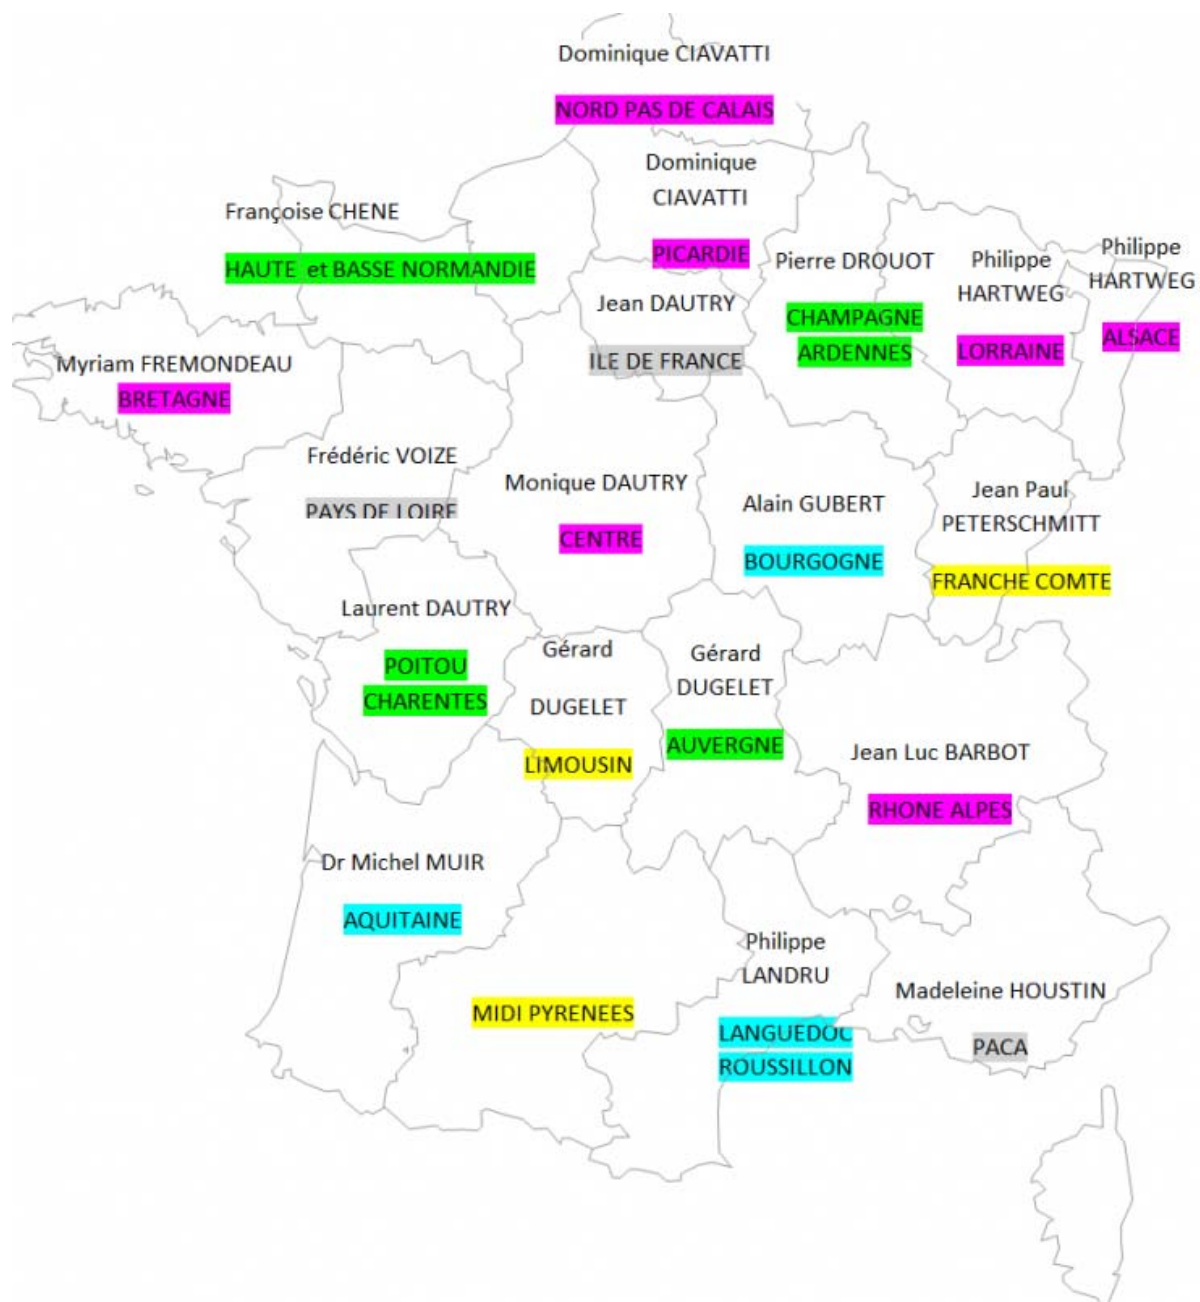 Dominique CIAVATTI
NORD PAS DE CALAIS
Dominique
CIAVATTI
PICARDIE
Françoise CHENE
HAUTE et BASSE NORMANDIE
Pierre DROUOT
CHAMPAGNE
ARDENNES
Philippe
HARTWEG
LORRAINE
Philippe
HARTWEG
ALSACE
Jean DAUTRY
ILE DE FRANCE
Myriam FREMONDEAU
BRETAGNE
Frédéric VOIZE
PAYS DE LOIRE
Monique DAUTRY
CENTRE
Alain GUBERT
BOURGOGNE
Jean Paul
PETERSCHMITT
FRANCHE COMTE
Laurent DAUTRY
POITOU
CHARENTES
Gérard
DUGELET
LIMOUSIN
Gérard
DUGELET
AUVERGNE
Jean Luc BARBOT
RHONE ALPES
Dr Michel MUIR
AQUITAINE
MIDI PYRENEES
Philippe
LANDRU
LANGUEDOC
ROUSSILLON
Madeleine HOUSTIN
PACA